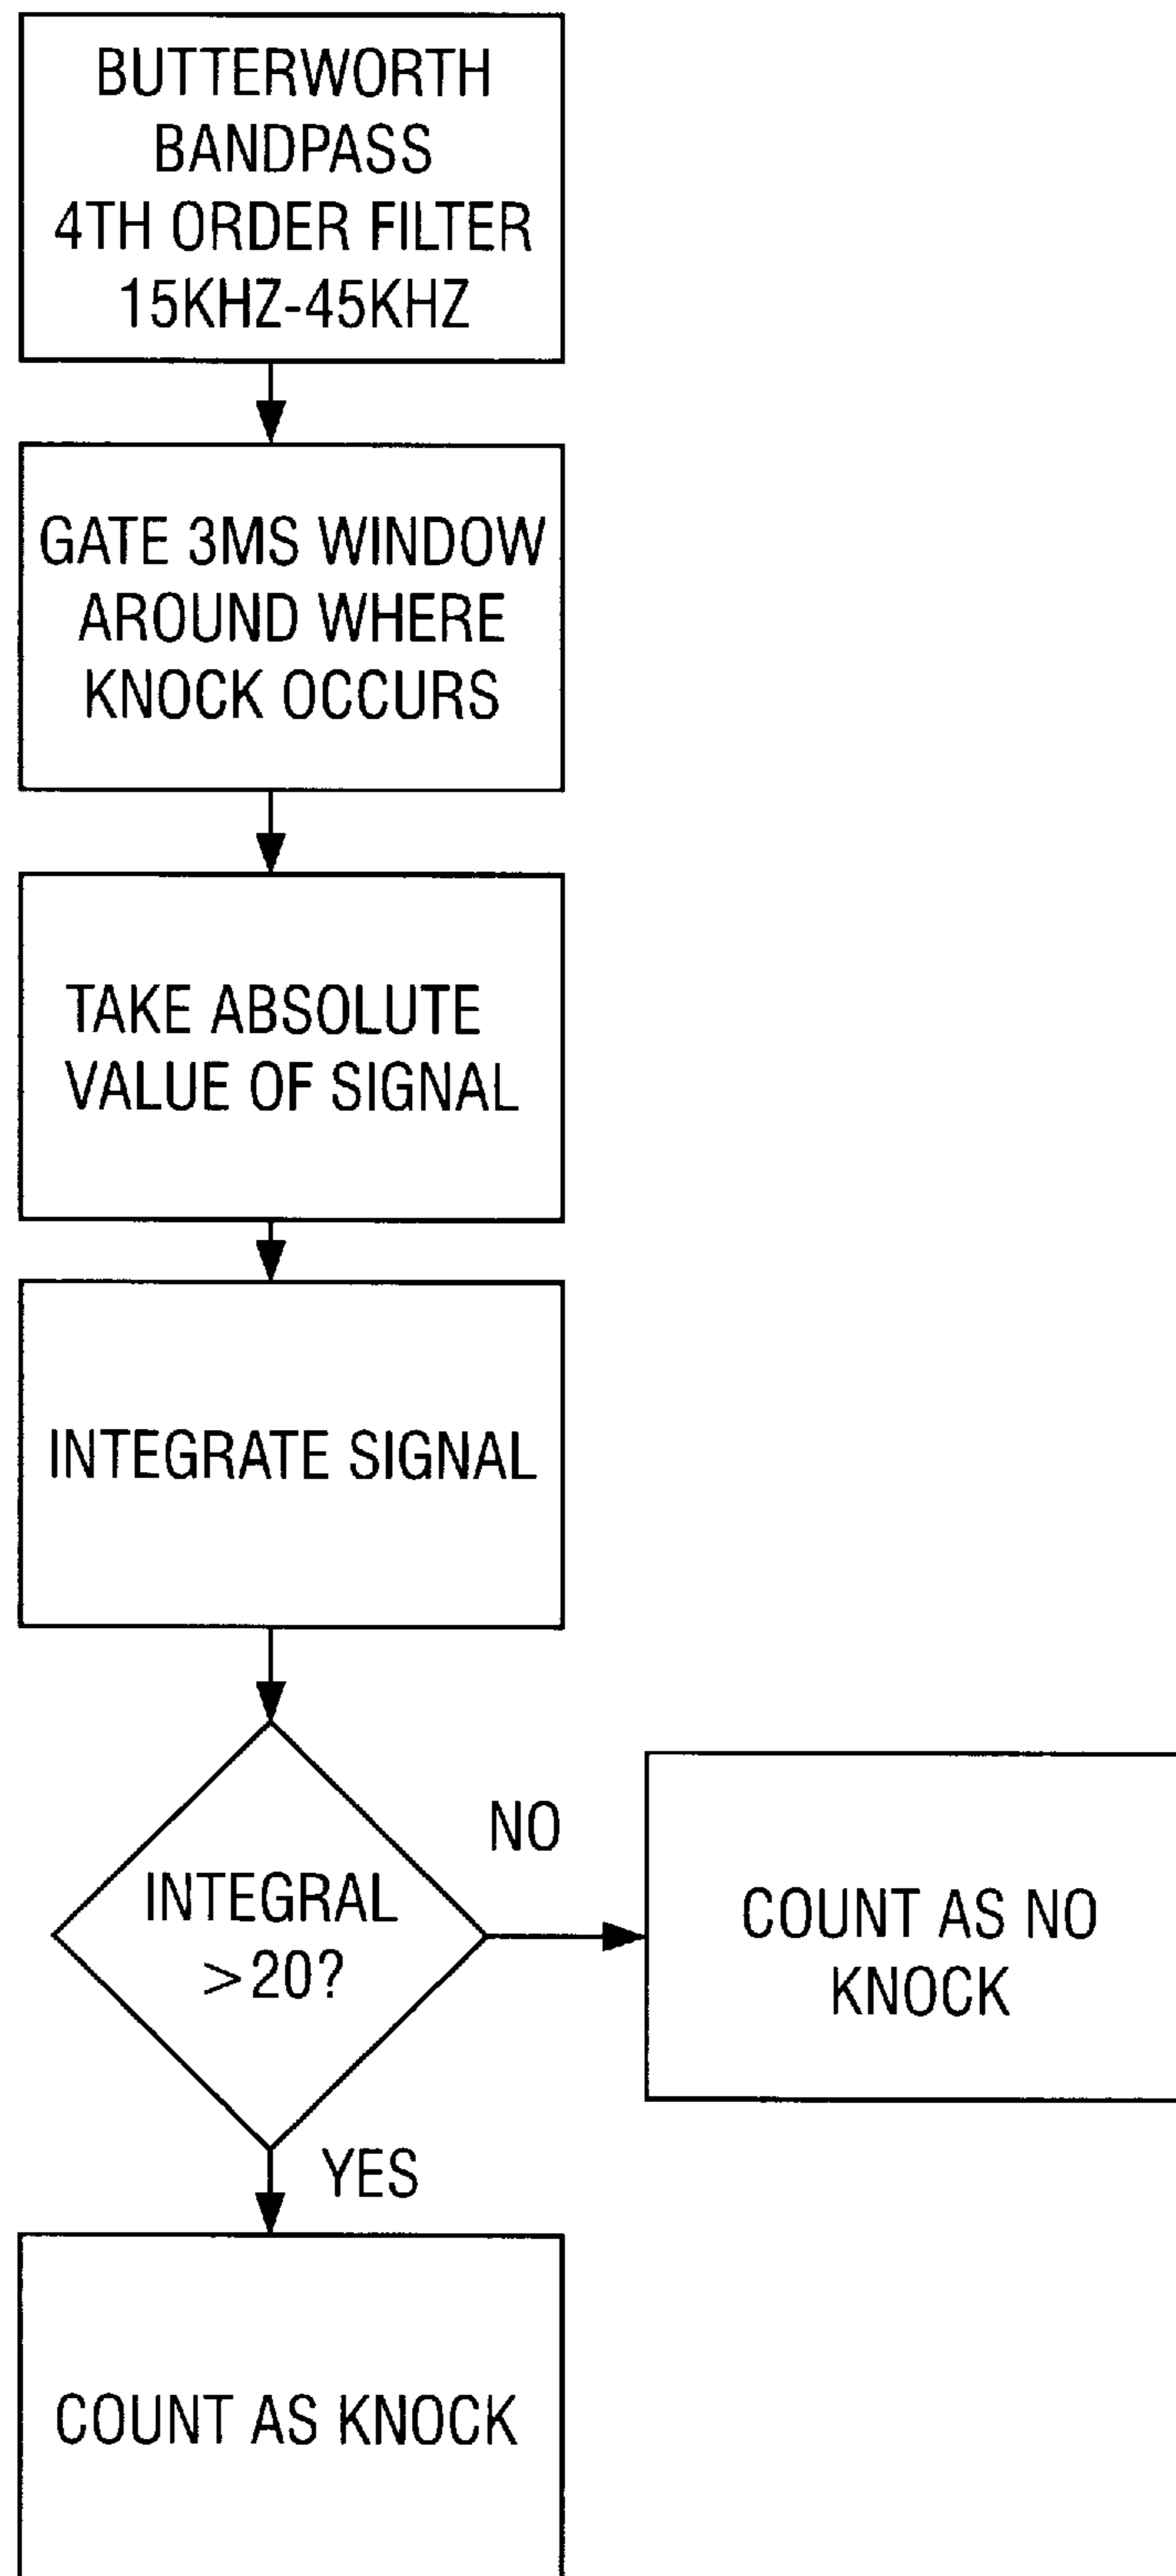 BUTTERWORTH
BANDPASS
4TH ORDER FILTER
15KHZ-45KHZ
GATE 3MS WINDOW
AROUND WHERE
KNOCK OCCURS
TAKE ABSOLUTE
VALUE OF SIGNAL
INTEGRATE SIGNAL
INTEGRAL
>20?
NO
COUNT AS NO
KNOCK
YES
COUNT AS KNOCK